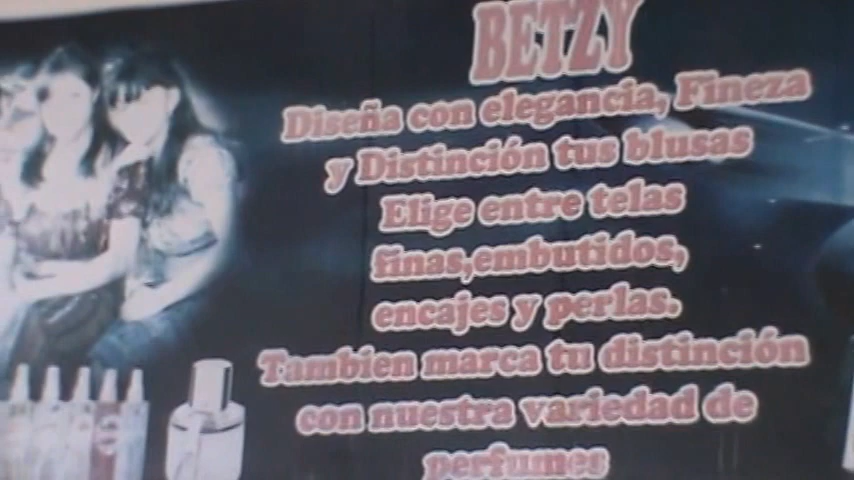 BETZY
Diseña con elegancia, Fineza
y Distinción tus blusas
Elige entre telas
finas,embutidos,
encajes y perlas.
Tambien marca tu distinción
con nuestra variedad de
perfumes